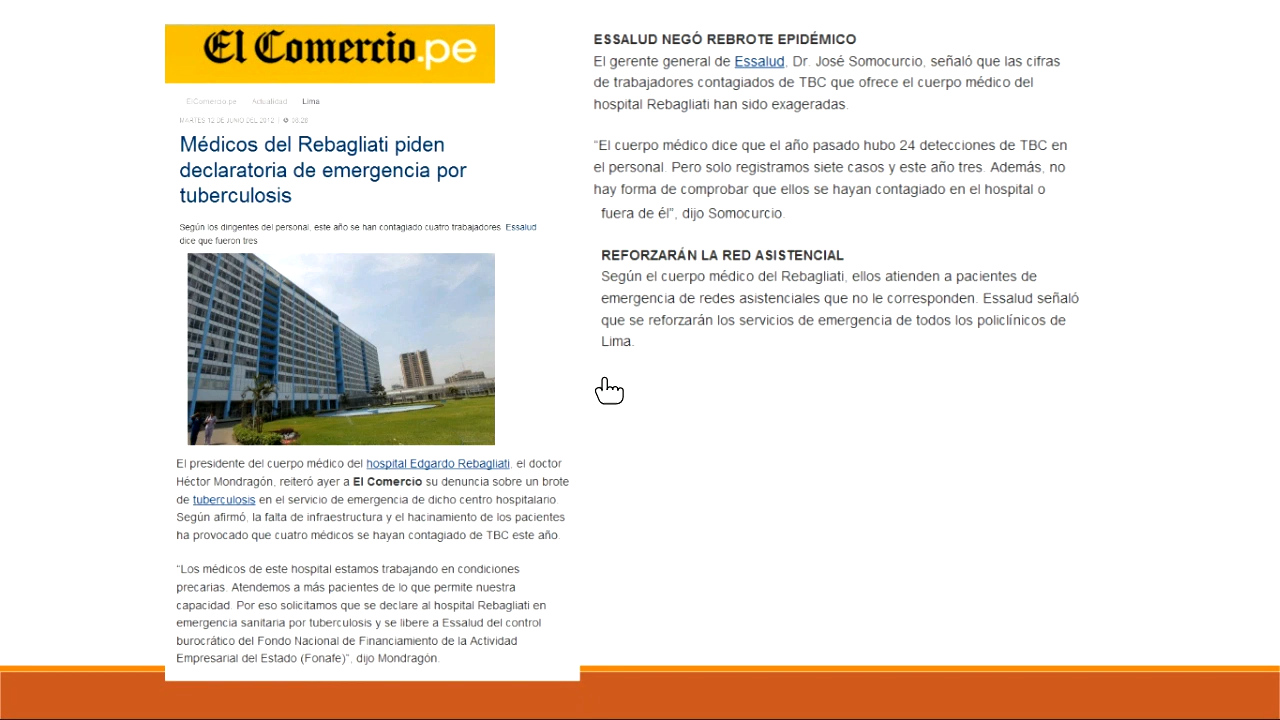 El Comercio.pe
ElComercio.pe Actualidad Lima
MARTES 12 DE JUNIO DEL 2012 | 06:28
Médicos del Rebagliati piden
declaratoria de emergencia por
tuberculosis
Según los dirigentes del personal, este año se han contagiado cuatro trabajadores. Essalud
dice que fueron tres
El presidente del cuerpo médico del hospital Edgardo Rebagliati, el doctor
Héctor Mondragón, reiteró ayer a El Comercio su denuncia sobre un brote
de tuberculosis en el servicio de emergencia de dicho centro hospitalario.
Según afirmó, la falta de infraestructura y el hacinamiento de los pacientes
ha provocado que cuatro médicos se hayan contagiado de TBC este año.
“Los médicos de este hospital estamos trabajando en condiciones
precarias. Atendemos a más pacientes de lo que permite nuestra
capacidad. Por eso solicitamos que se declare al hospital Rebagliati en
emergencia sanitaria por tuberculosis y se libere a Essalud del control
burocrático del Fondo Nacional de Financiamiento de la Actividad
Empresarial del Estado (Fonafe)”, dijo Mondragón.
ESSALUD NEGÓ REBROTE EPIDÉMICO
El gerente general de Essalud, Dr. José Somocurcio, señaló que las cifras
de trabajadores contagiados de TBC que ofrece el cuerpo médico del
hospital Rebagliati han sido exageradas.
“El cuerpo médico dice que el año pasado hubo 24 detecciones de TBC en
el personal. Pero solo registramos siete casos y este año tres. Además, no
hay forma de comprobar que ellos se hayan contagiado en el hospital o
fuera de él”, dijo Somocurcio.
REFORZARÁN LA RED ASISTENCIAL
Según el cuerpo médico del Rebagliati, ellos atienden a pacientes de
emergencia de redes asistenciales que no le corresponden. Essalud señaló
que se reforzarán los servicios de emergencia de todos los policlínicos de
Lima.